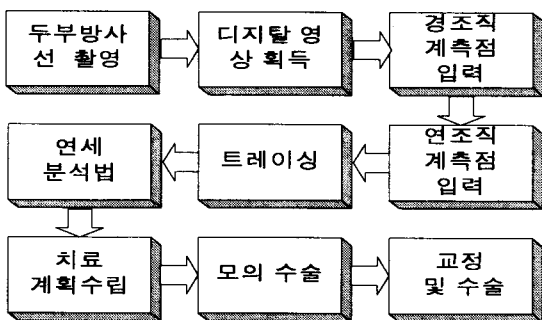 두부방사
선 촬영
디지탈 영
상 획득
경조직
계측점
입력
연조직
계측점
입력
트레이싱
연세
분석법
치료
계획수립
모의 수술
교정
및 수술